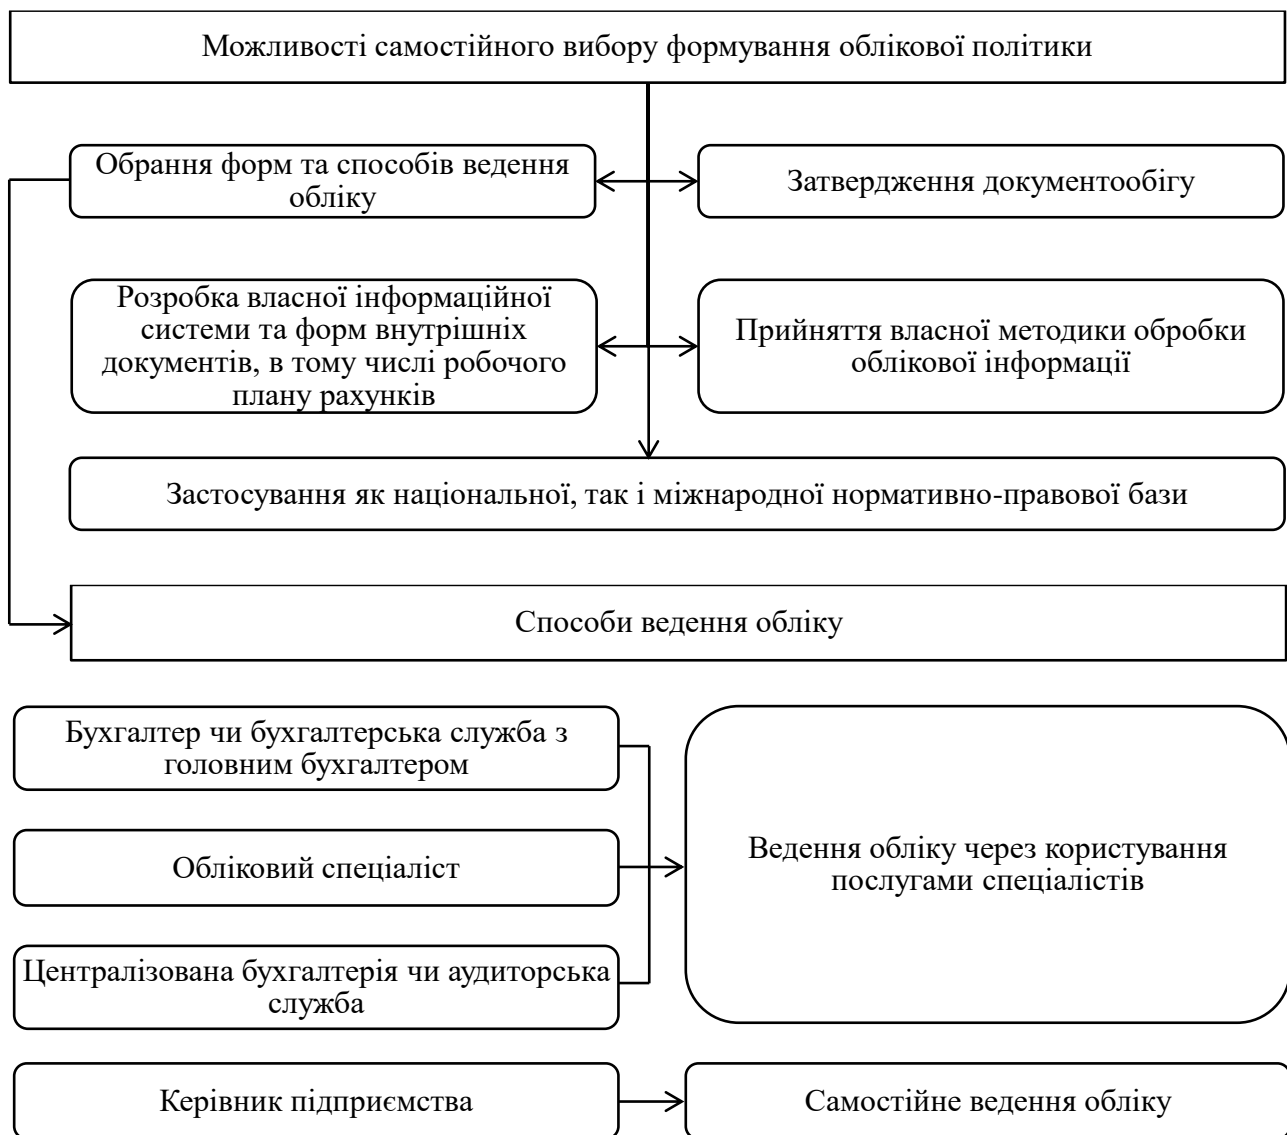 Можливості самостійного вибору формування облікової політики
Обрання форм та способів ведення
обліку
Затвердження документообігу
Розробка власної інформаційної
системи та форм внутрішніх
документів, в тому числі робочого
плану рахунків
Прийняття власної методики обробки
облікової інформації
Застосування як національної, так і міжнародної нормативно-правової бази
Способи ведення обліку
Бухгалтер чи бухгалтерська служба з
головним бухгалтером
Обліковий спеціаліст
Централізована бухгалтерія чи аудиторська
служба
Ведення обліку через користування
послугами спеціалістів
Керівник підприємства
Самостійне ведення обліку